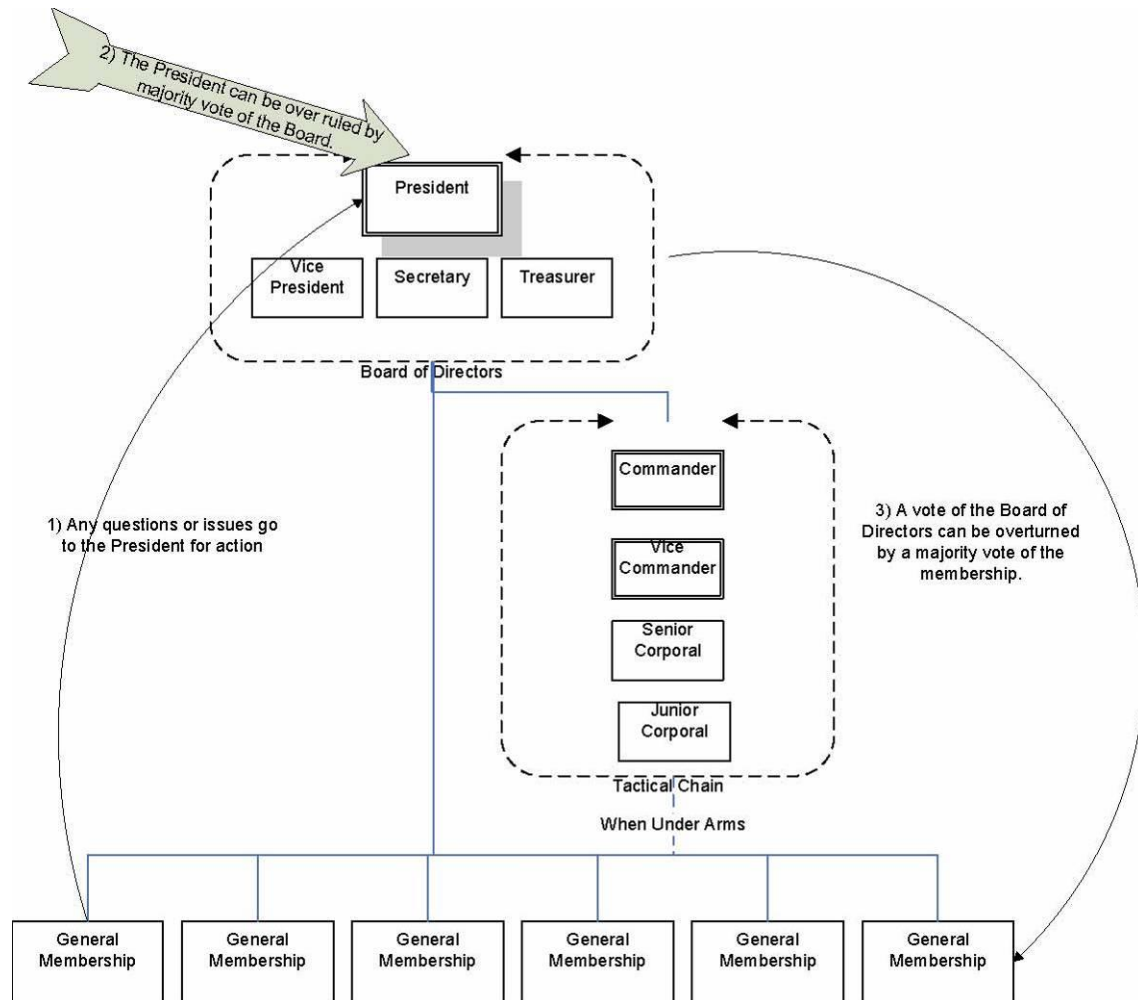 2) The President can be over ruled by
majority vote of the Board.
President
Vice
President
Secretary
Treasurer
Board of Directors
Commander
1) Any questions or issues go
to the President for action
3) A vote of the Board of
Directors can be overturned
by a majority vote of the
membership.
Vice
Commander
Senior
Corporal
Junior
Corporal
Tactical Chain
When Under Arms
General
Membership
General
Membership
General
Membership
General
Membership
General
Membership
General
Membership